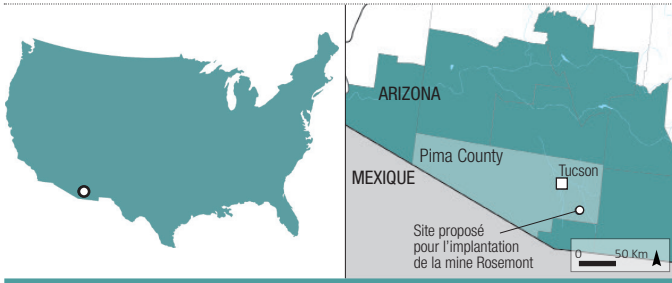 ARIZONA
Pima County
Tucson
MEXIQUE
Site proposé
pour l'implantation
de la mine Rosemont
0 50 Km